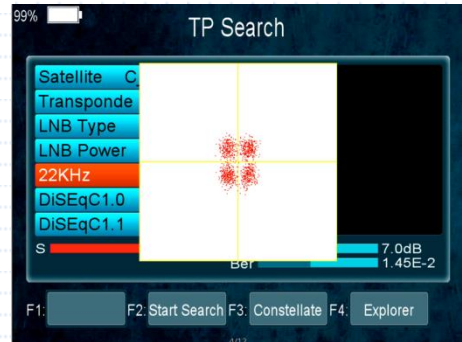 99%
TP Search
Satellite C_
Transponde
LNB Type
LNB Power
22KHz
DiSEqC1.0
DiSEqC1.1
S 7.0dB
Ber 1.45E-2
F1: F2: Start Search F3: Constellate F4: Explorer